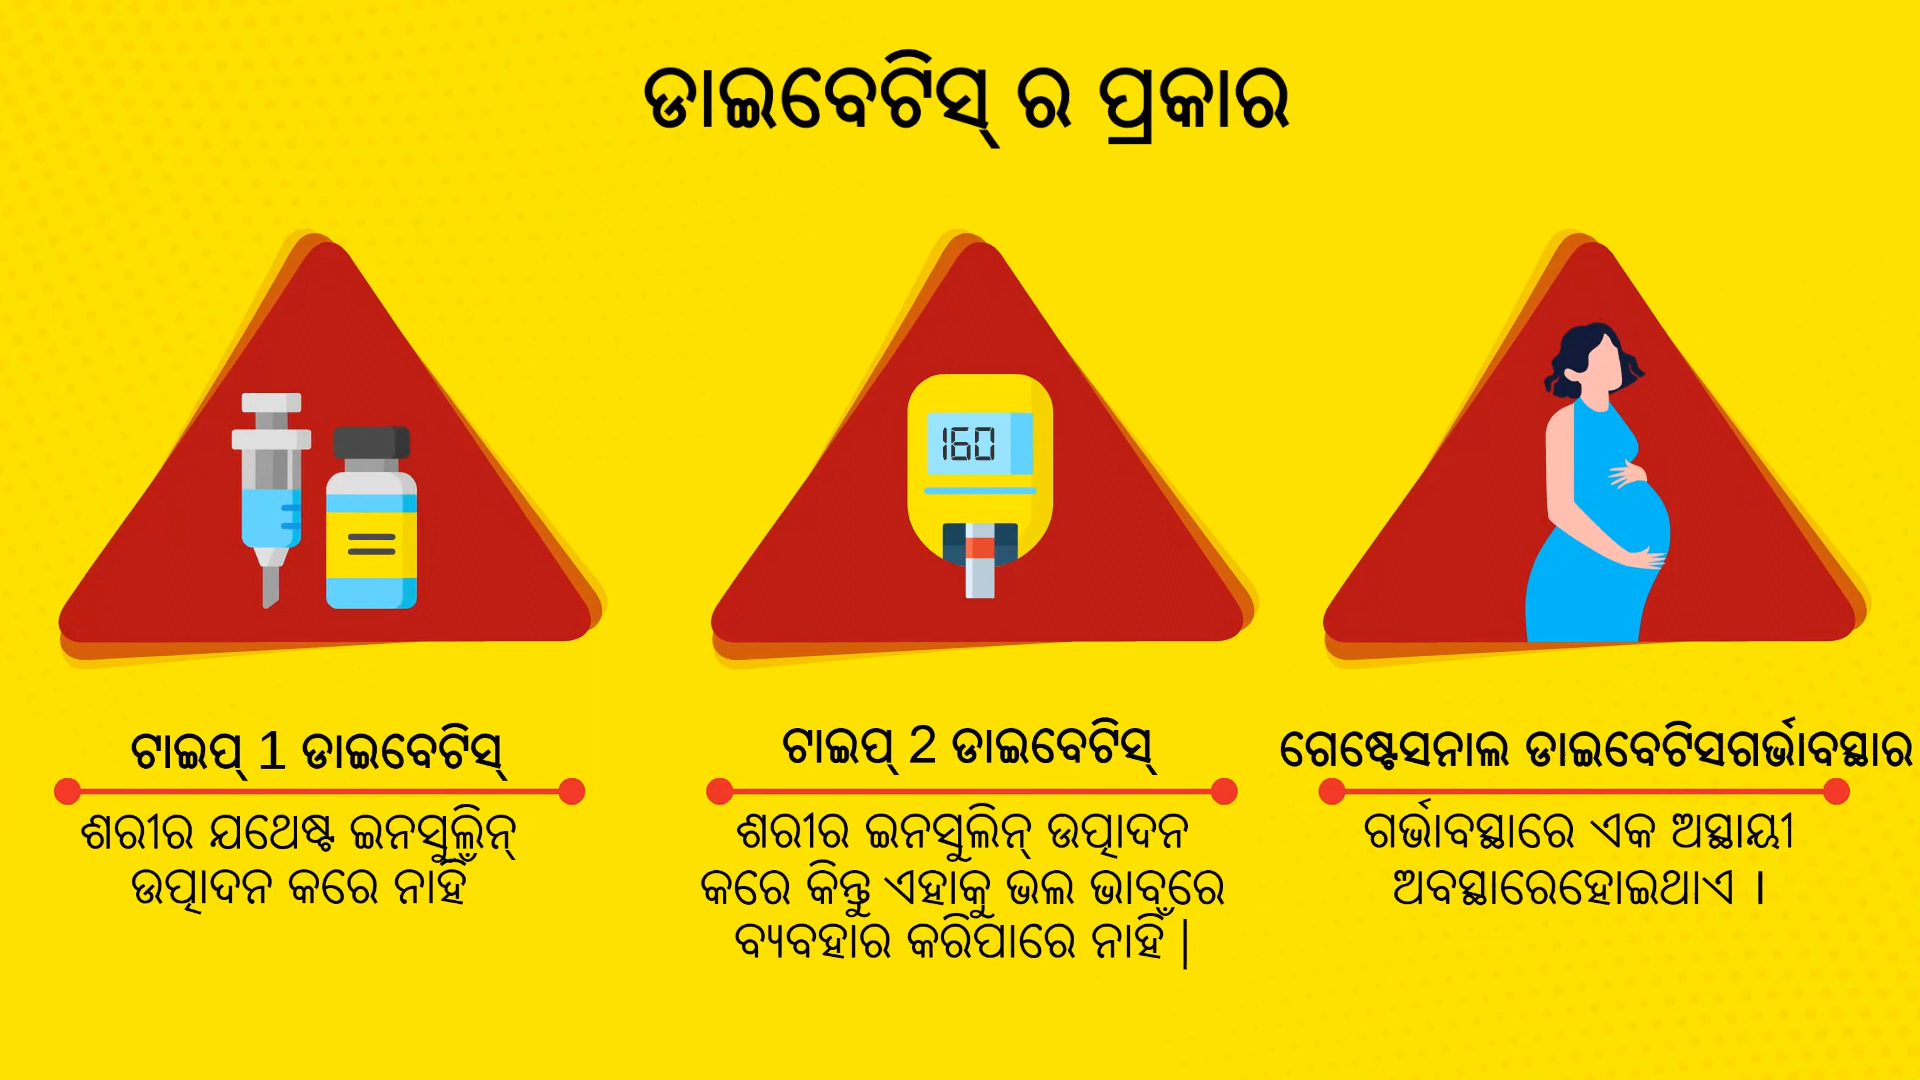 ଡାଇବେଟିସ୍ ର ପ୍ରକାର
160
ଟାଇପ୍ 1 ଡାଇବେଟିସ୍
ଶରୀର ଯଥେଷ୍ଟ ଇନସୁଲିନ୍
ଉତ୍ପାଦନ କରେ ନାହିଁ
ଟାଇପ୍ 2 ଡାଇବେଟିସ୍
ଶରୀର ଇନସୁଲିନ୍ ଉତ୍ପାଦନ
କରେ କିନ୍ତୁ ଏହାକୁ ଭଲ ଭାବରେ
ବ୍ୟବହାର କରିପାରେ ନାହିଁ |
ଗେଷ୍ଟେସନାଲ ଡାଇବେଟିସଗର୍ଭାବସ୍ଥାର
ଗର୍ଭାବସ୍ଥାରେ ଏକ ଅସ୍ଥାୟୀ
ଅବସ୍ଥାରେହୋଇଥାଏ ।